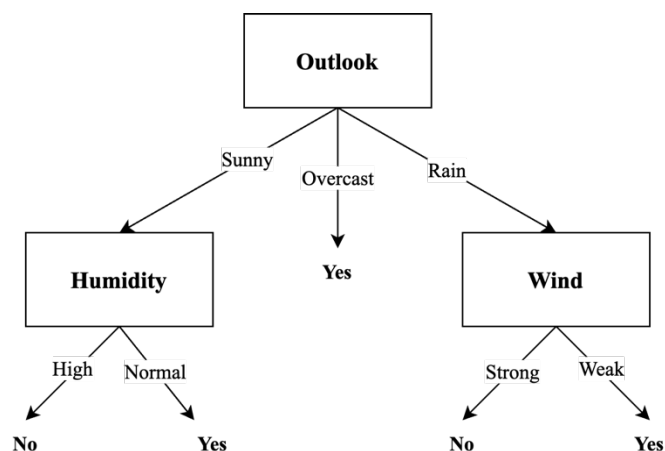 Outlook
Sunny
Overcast
Rain
Humidity
Yes
Wind
High
Normal
Strong
Weak
No
Yes
No
Yes